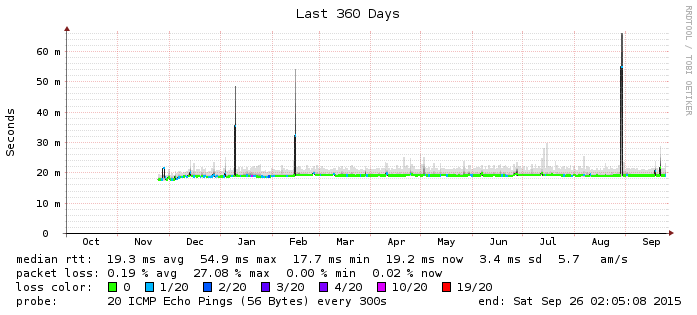 Last 360 Days
RRDTOOL / TOBI OETIKER
Seconds
60 m
50 m
40 m
30 m
20 m
10 m
0
Oct Nov Dec Jan Feb Mar Apr May Jun Jul Aug Sep
median rtt: 19.3 ms avg 54.9 ms max 17.7 ms min 19.2 ms now 3.4 ms sd 5.7 am/s
packet loss: 0.19 % avg 27.08 % max 0.00 % min 0.02 % now
loss color: 0 1/20 2/20 3/20 4/20 10/20 19/20
probe: 20 ICMP Echo Pings (56 Bytes) every 300s end: Sat Sep 26 02:05:08 2015